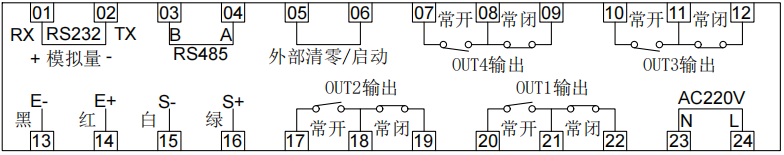 01 02 03 04 05 06 07 常开 08 常闭 09 10 常开 11 常闭 12
RX RS232 TX B A
+ 模拟量 - RS485 外部清零/启动 OUT4输出 OUT3输出
OUT2输出 OUT1输出 AC220V
E- E+ S- S+
黑 红 白 绿 常开 常闭 常开 常闭 N L
13 14 15 16 17 18 19 20 21 22 23 24